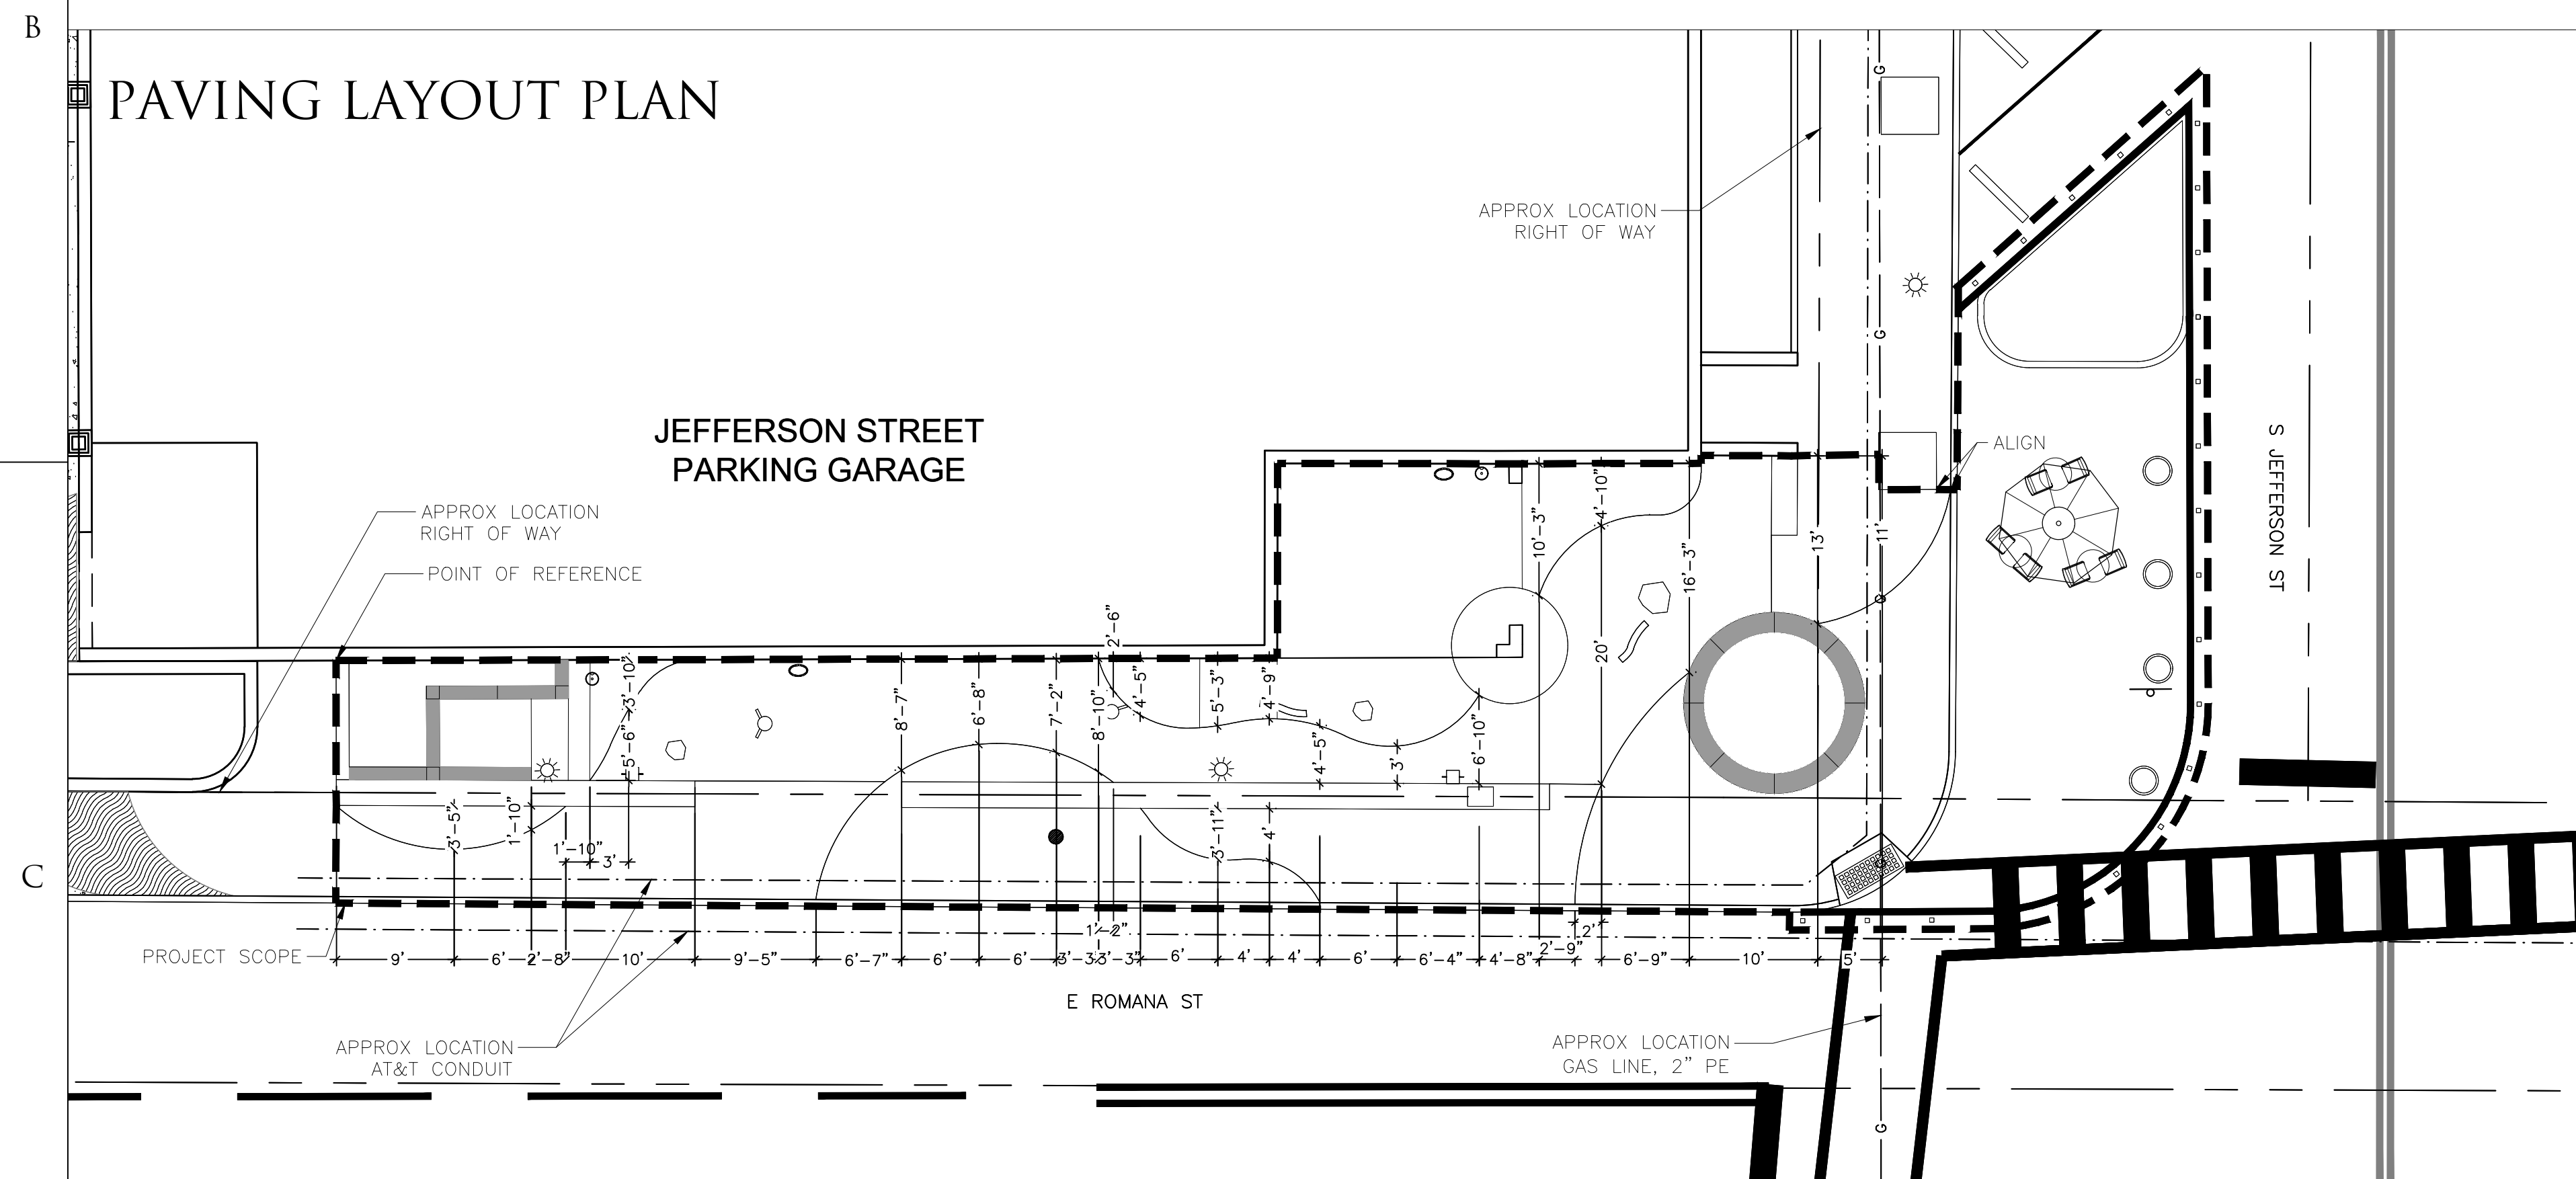 B
PAVING LAYOUT PLAN
G
APPROX LOCATION
RIGHT OF WAY
G
JEFFERSON STREET
PARKING GARAGE
S JEFFERSON ST
ALIGN
APPROX LOCATION
RIGHT OF WAY
POINT OF REFERENCE
4'-10"
10'-3"
16'-3"
13'
11'
G
2'-6"
20'
3'-10"
5'-6"
8'-7"
6'-8"
7'-2"
8'-10"
4'-5"
5'-3"
4'-9"
4'-5"
3'
6'-10"
3'-5"
1'-10"
1'-10"
3'
3'-11"
4'
G
C
1'-2"
2'
PROJECT SCOPE
9' 6' 2'-8" 10' 9'-5" 6'-7" 6' 6' 3'-3" 3'-3" 6' 4' 4' 6' 6'-4" 4'-8" 2'-9" 6'-9" 10' 5'
E ROMANA ST
APPROX LOCATION
AT&T CONDUIT
APPROX LOCATION
GAS LINE, 2" PE
G